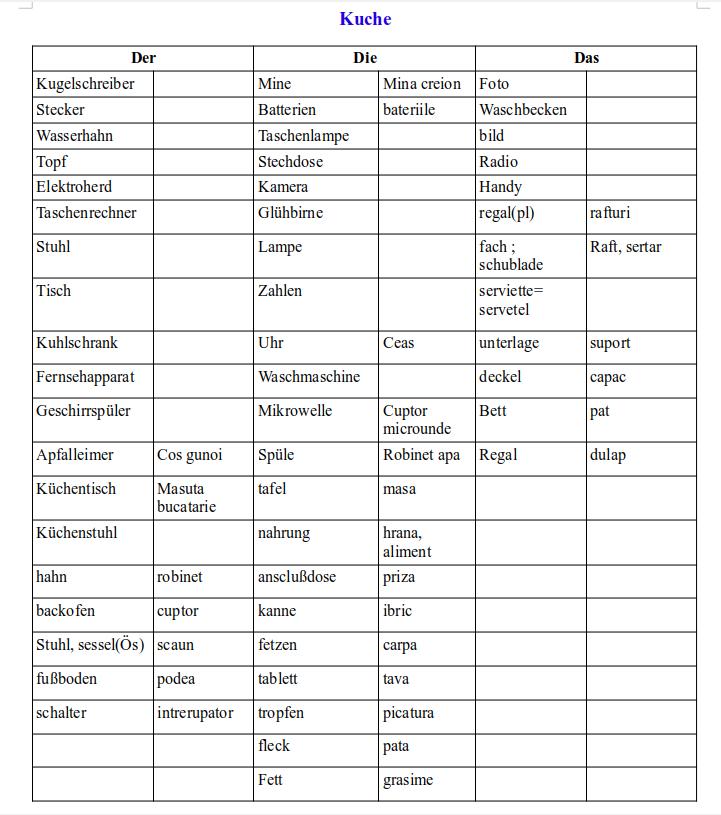 Kuche
Der Die Das
Kugelschreiber Mine Mina creion Foto
Stecker Batterien bateriile Waschbecken
Wasserhahn Taschenlampe bild
Topf Stechdose Radio
Elektroherd Kamera Handy
Taschenrechner Glühbirne regal(pl) rafturi
Stuhl Lampe fach ; Raft, sertar
schublade
Tisch Zahlen serviette=
servetel
Kuhlschrank Uhr Ceas unterlage suport
Fernsehapparat Waschmaschine deckel capac
Geschirrspüler Mikrowelle Cuptor Bett pat
microunde
Apfalleimer Cos gunoi Spüle Robinet apa Regal dulap
Küchentisch Masuta tafel masa
bucatarie
Küchenstuhl nahrung hrana,
aliment
hahn robinet ansclußdose priza
backofen cuptor kanne ibric
Stuhl, sessel(Ös) scaun fetzen carpa
fußboden podea tablett tava
schalter intrerupator tropfen picatura
fleck pata
Fett grasime